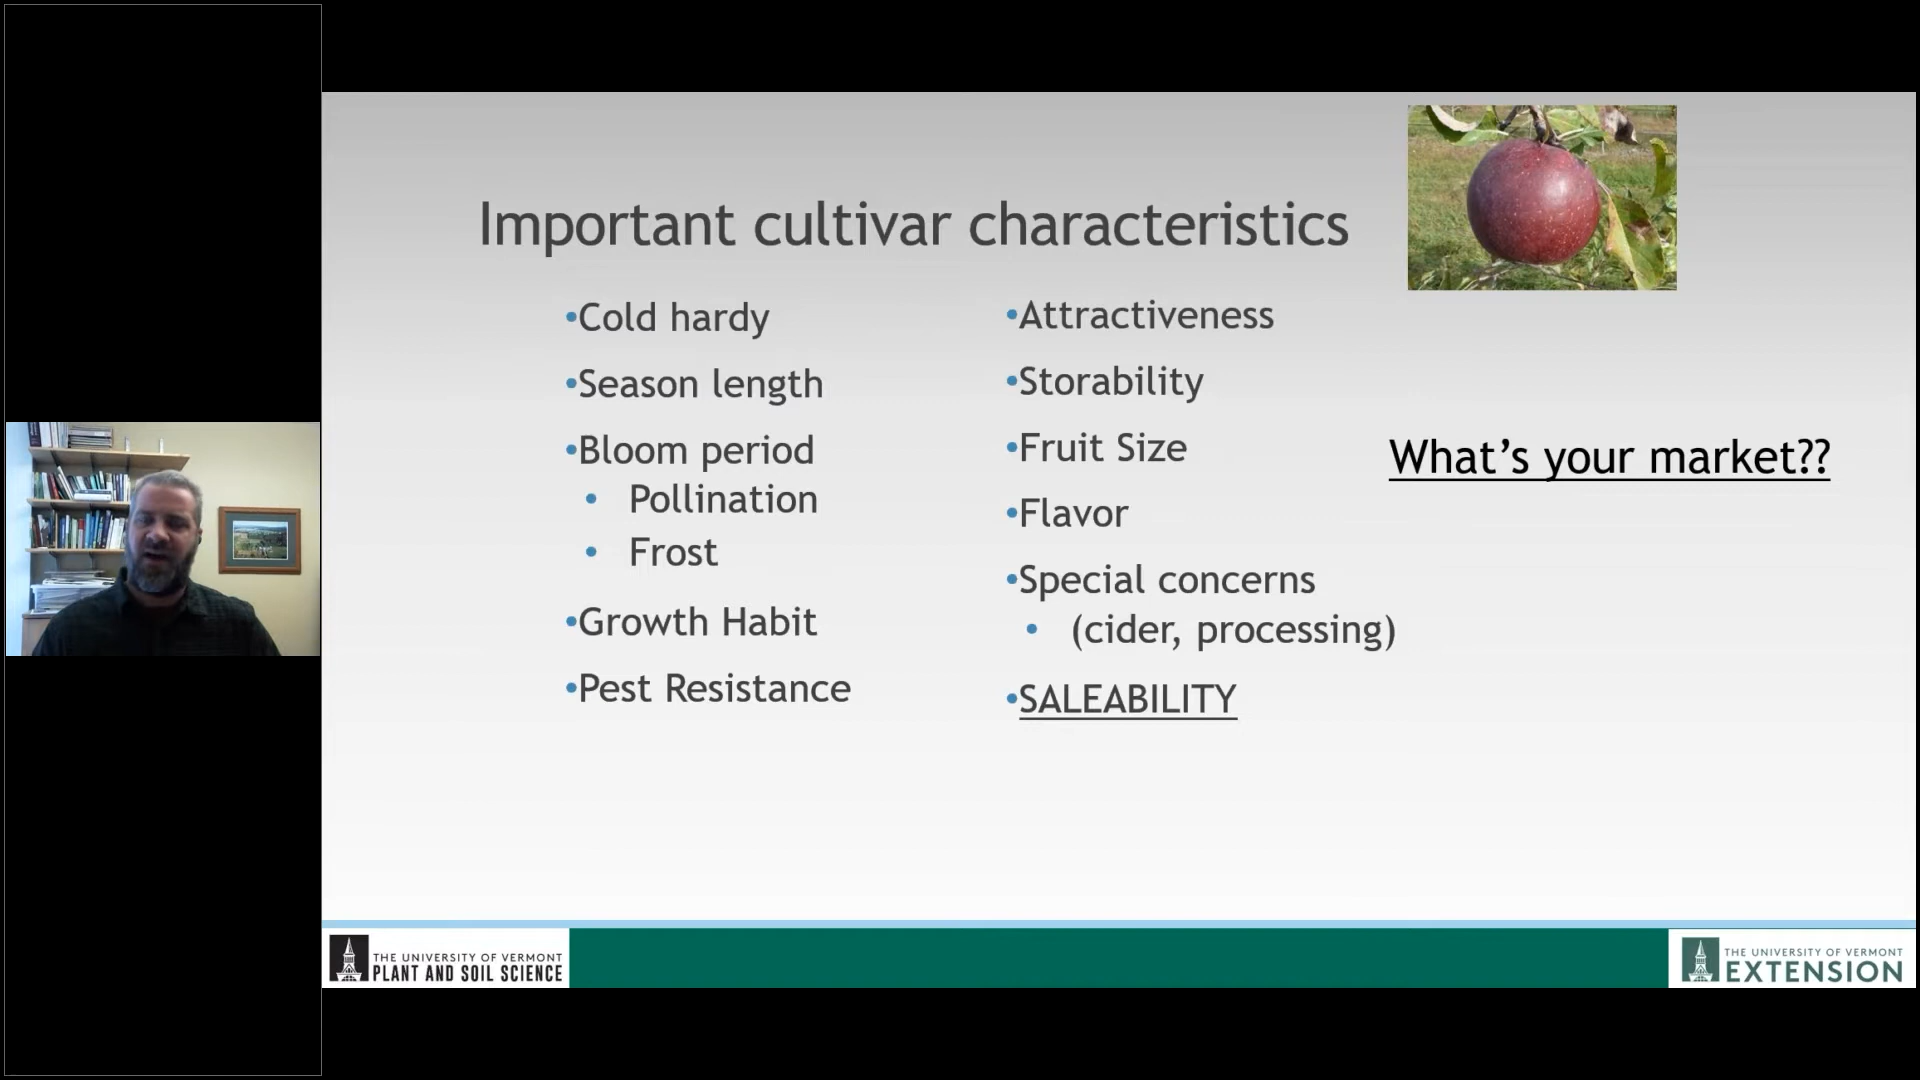 Important cultivar characteristics
•Cold hardy
•Season length
•Bloom period
• Pollination
• Frost
•Growth Habit
•Pest Resistance
•Attractiveness
•Storability
•Fruit Size
•Flavor
•Special concerns
• (cider, processing)
•SALEABILITY
What's your market??
THE UNIVERSITY OF VERMONT
PLANT AND SOIL SCIENCE
THE UNIVERSITY OF VERMONT
EXTENSION